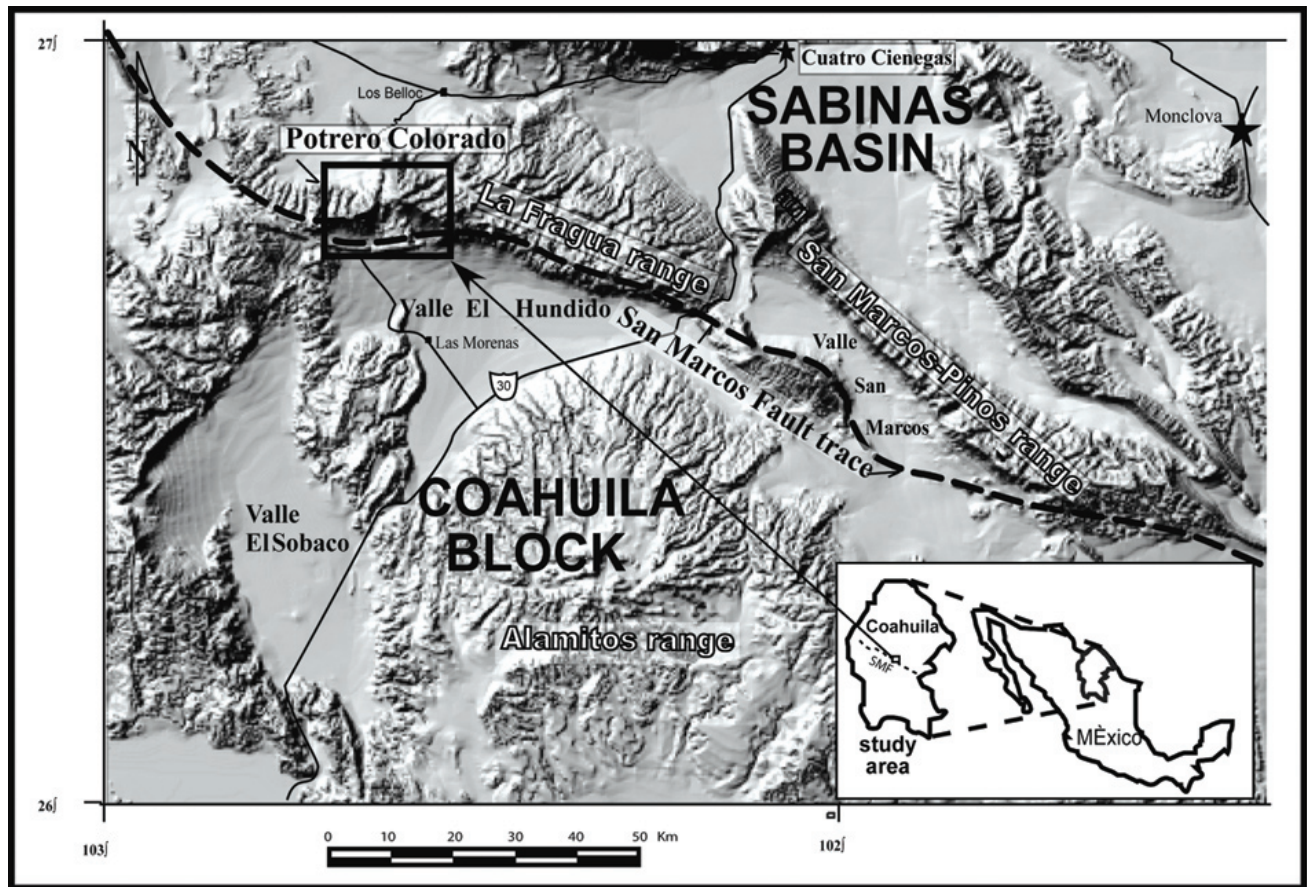 27∫
Cuatro Cienegas
Los Belloc
SABINAS
BASIN
Monclova
N
Potrero Colorado
La Fragua range
San Marcos-Pinos range
Valle El Hundido
San Marcos Fault trace
Las Morenas
Valle
San
Marcos
30
COAHUILA
BLOCK
Valle
ElSobaco
Alamitos range
Coahuila
SMF
MÈxico
study
area
26∫
103∫
102∫
0 10 20 30 40 50 Km